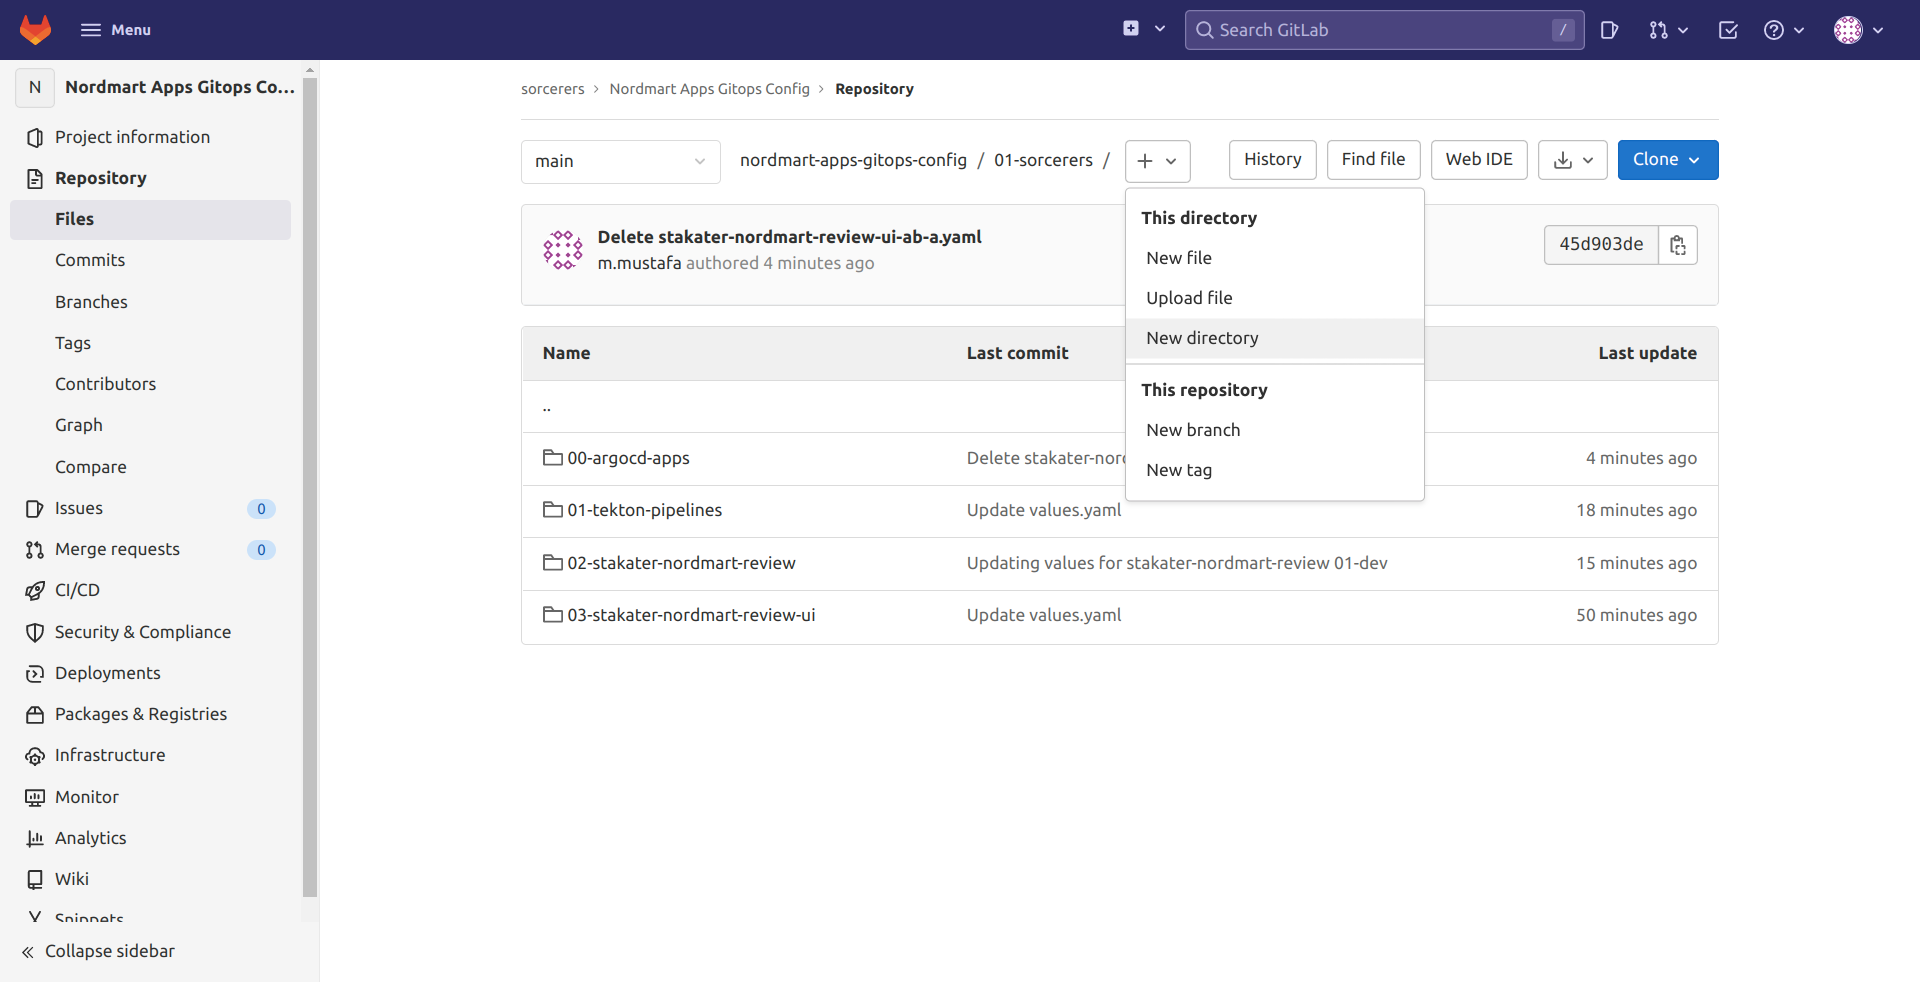 Menu
Search GitLab /
N Nordmart Apps Gitops Co...
Project information
Repository
Files
Commits
Branches
Tags
Contributors
Graph
Compare
Issues 0
Merge requests 0
CI/CD
Security & Compliance
Deployments
Packages & Registries
Infrastructure
Monitor
Analytics
Wiki
Snippets
Collapse sidebar
sorcerers › Nordmart Apps Gitops Config › Repository
main nordmart-apps-gitops-config / 01-sorcerers / + History Find file Web IDE Clone
This directory
New file
Upload file
New directory
This repository
New branch
New tag
Delete stakater-nordmart-review-ui-ab-a.yaml
m.mustafa authored 4 minutes ago
45d903de
Name Last commit Last update
..
00-argocd-apps Delete stakater-nord 4 minutes ago
01-tekton-pipelines Update values.yaml 18 minutes ago
02-stakater-nordmart-review Updating values for stakater-nordmart-review 01-dev 15 minutes ago
03-stakater-nordmart-review-ui Update values.yaml 50 minutes ago